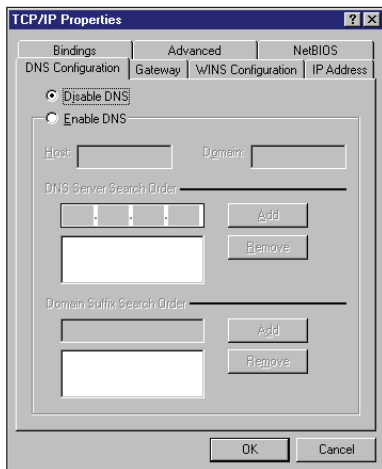 TCP/IP Properties
Bindings Advanced NetBIOS
DNS Configuration Gateway WINS Configuration IP Address
Disable DNS
Enable DNS
Host: Domain:
DNS Server Search Order
. . . Add
Remove
Domain Suffix Search Order
Add
Remove
OK Cancel